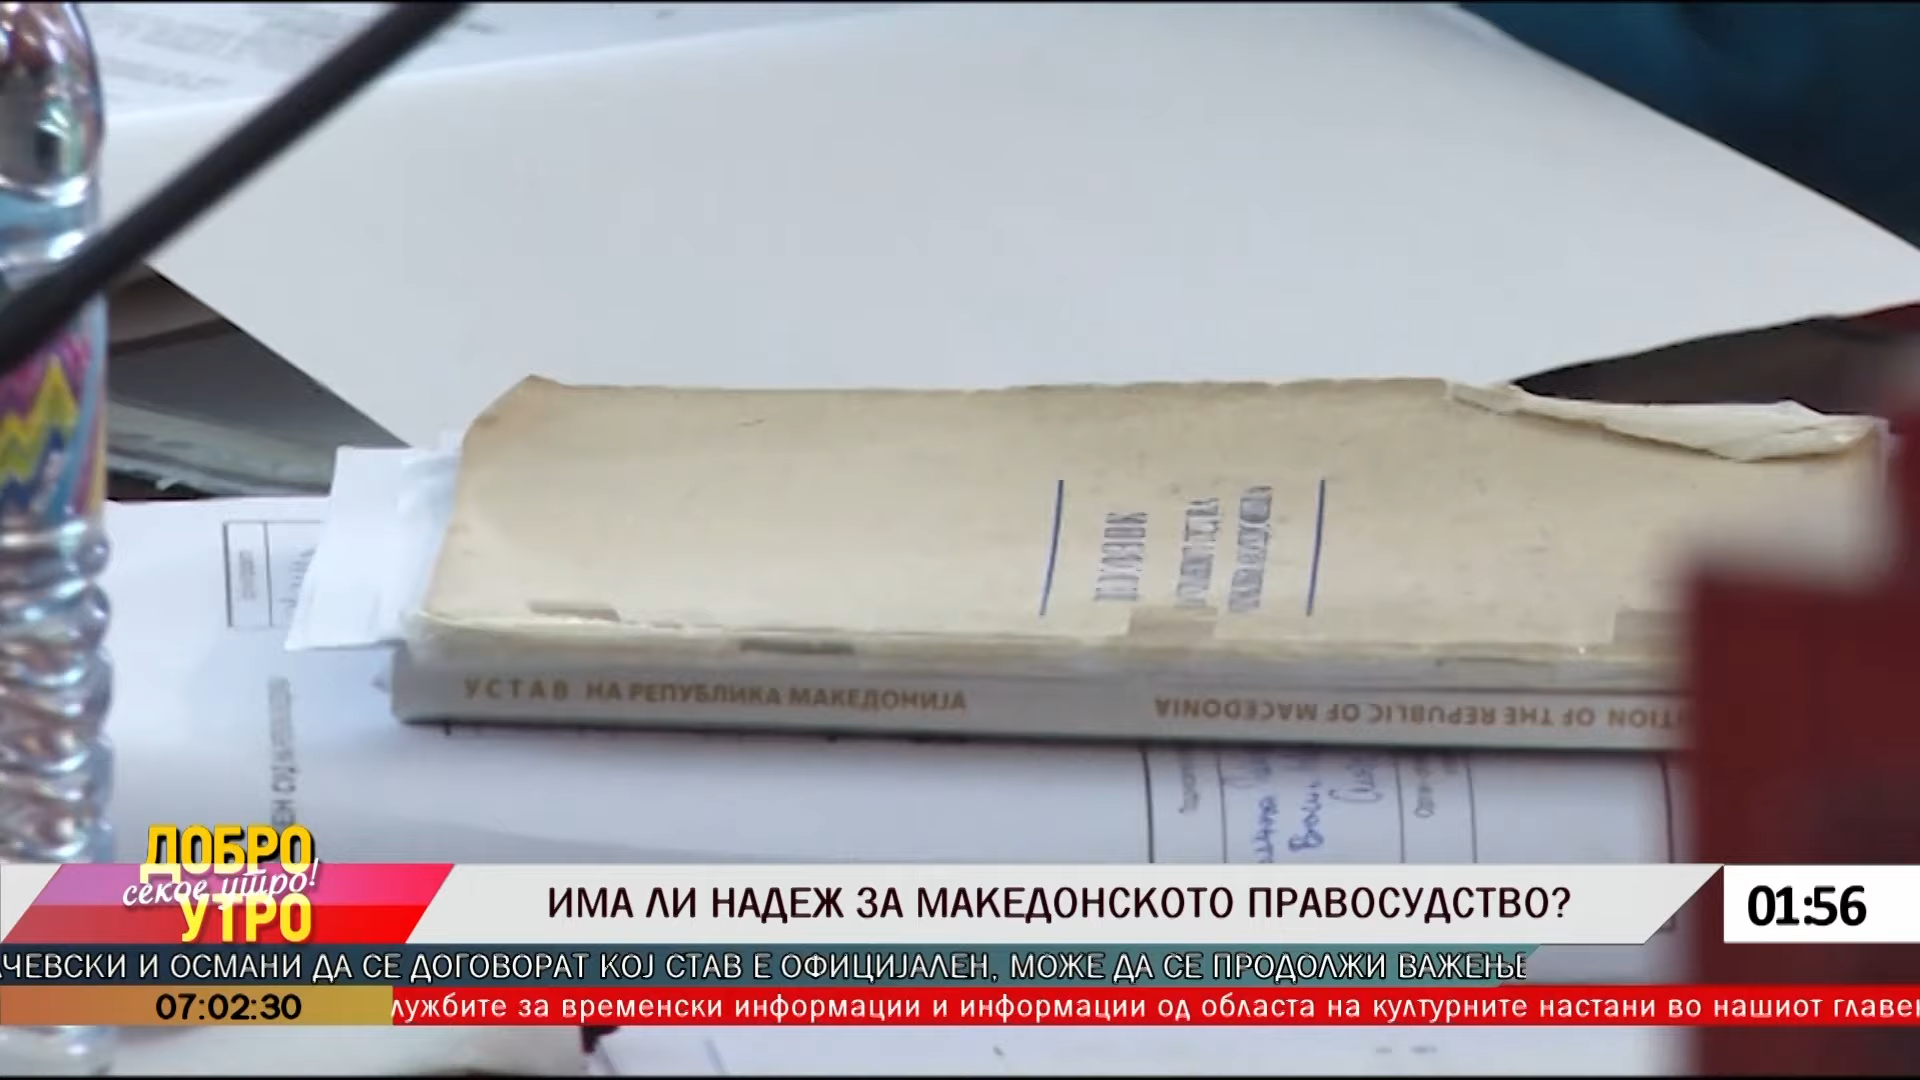 УСТАВ НА РЕПУБЛИКА МАКЕДОНИЈА
TION OF THE REPUBLIC OF MACEDONIA
ДОБРО
секое утро!
УТРО
ИМА ЛИ НАДЕЖ ЗА МАКЕДОНСКОТО ПРАВОСУДСТВО?
01:56
АЧЕВСКИ И ОСМАНИ ДА СЕ ДОГОВОРАТ КОЈ СТАВ Е ОФИЦИЈАЛЕН, МОЖЕ ДА СЕ ПРОДОЛЖИ ВАЖЕЊЕ
07:02:30
лужбите за временски информации и информации од областа на културните настани во нашиот главе